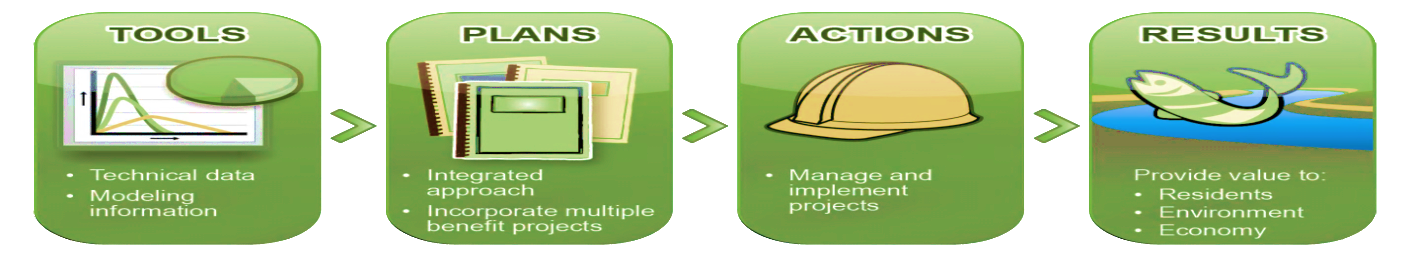 TOOLS
• Technical data
• Modeling
information
PLANS
• Integrated
approach
• Incorporate multiple
benefit projects
ACTIONS
• Manage and
implement
projects
RESULTS
Provide value to:
• Residents
• Environment
• Economy